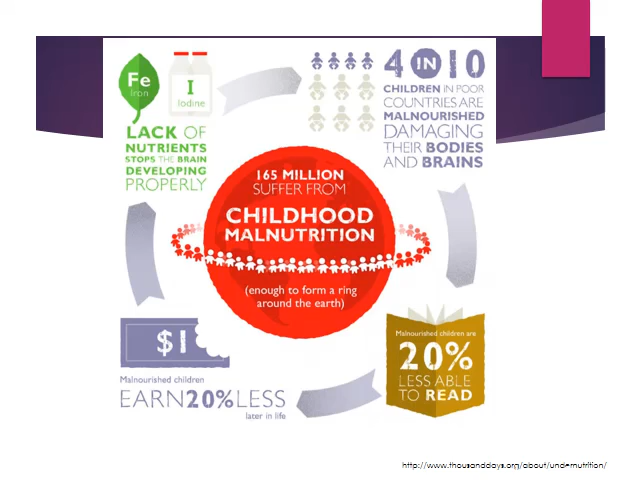 Fe
Iron
I
Iodine
LACK OF
NUTRIENTS
STOPS THE BRAIN
DEVELOPING
PROPERLY
4 IN 10
CHILDREN IN POOR
COUNTRIES ARE
MALNOURISHED
DAMAGING
THEIR BODIES
AND BRAINS
165 MILLION
SUFFER FROM
CHILDHOOD
MALNUTRITION
(enough to form a ring
around the earth)
$1
Malnourished children
EARN 20% LESS
later in life
Malnourished children are
20%
LESS ABLE
TO READ
http://www.thousanddays.org/about/undernutrition/